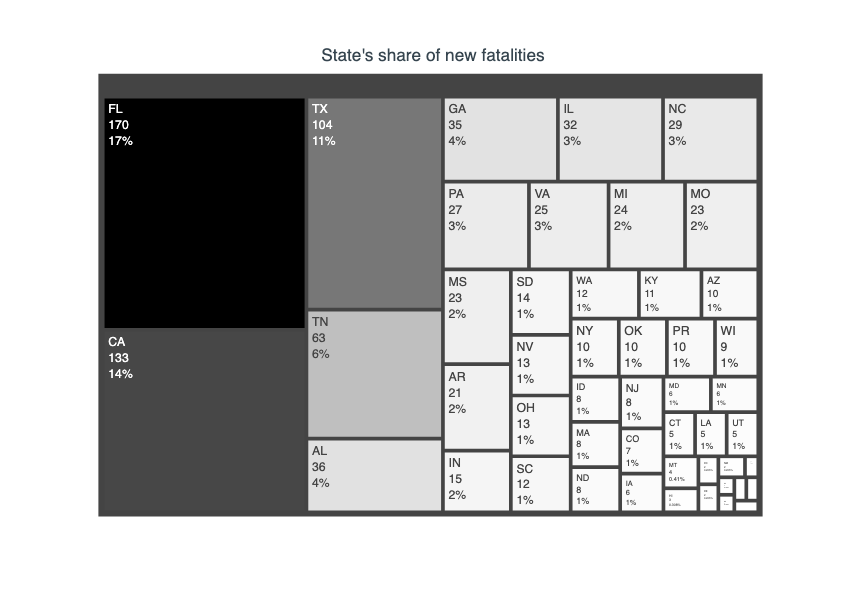 State's share of new fatalities
FL
170
17%
CA
133
14%
TX
104
11%
TN
63
6%
AL
36
4%
GA
35
4%
IL
32
3%
NC
29
3%
PA
27
3%
VA
25
3%
MI
24
2%
MO
23
2%
MS
23
2%
AR
21
2%
IN
15
2%
SD
14
1%
NV
13
1%
OH
13
1%
SC
12
1%
WA
12
1%
KY
11
1%
AZ
10
1%
NY
10
1%
OK
10
1%
PR
10
1%
WI
9
1%
ID
8
1%
MA
8
1%
ND
8
1%
NJ
8
1%
CO
7
1%
IA
6
1%
MD
6
1%
MN
6
1%
CT
5
1%
LA
5
1%
UT
5
1%
MT
4
0.41%